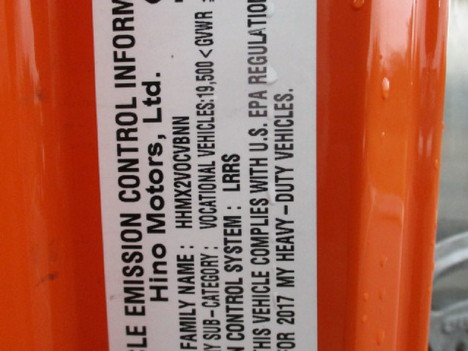 LE EMISSION CONTROL INFORM
Hino Motors, Ltd.
FAMILY NAME : HHMX2VOCVBNN
Y SUB-CATEGORY : VOCATIONAL VEHICLES:19,500 < GVWR
N CONTROL SYSTEM : LRRS
THIS VEHICLE COMPLIES WITH U.S. EPA REGULATION
FOR 2017 MY HEAVY-DUTY VEHICLES.